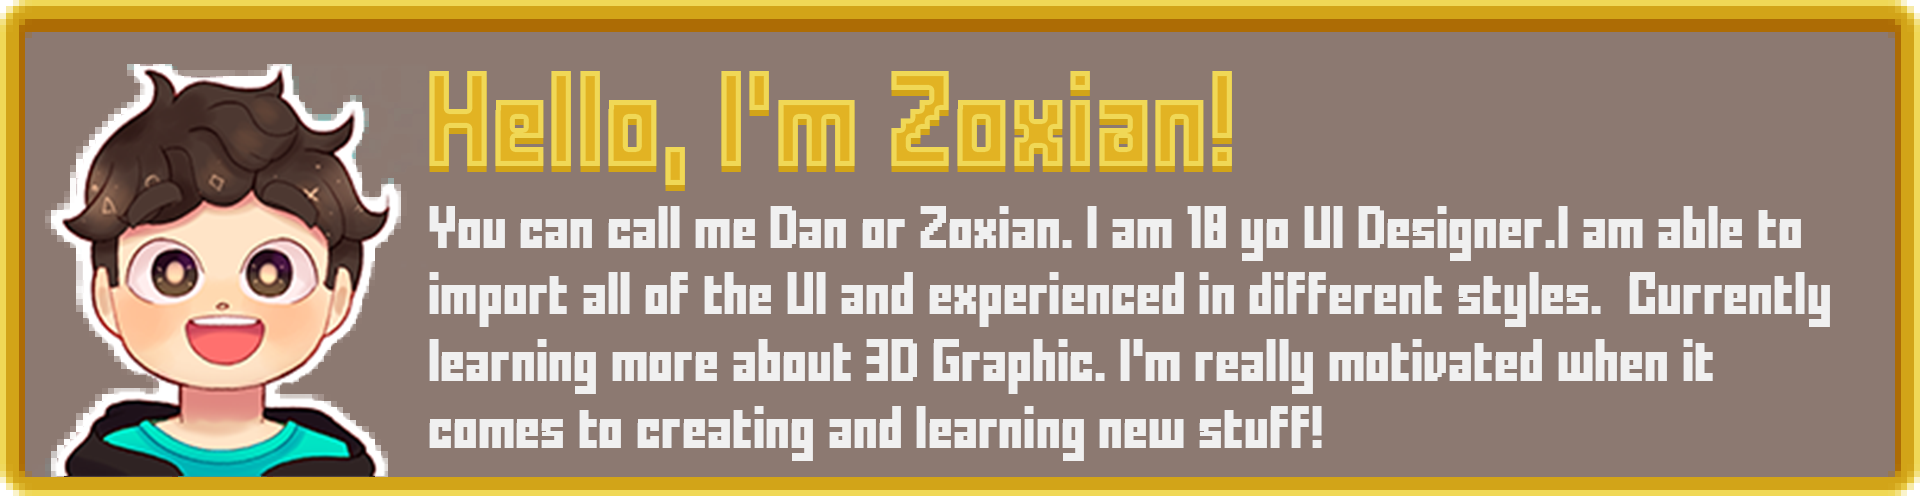 Hello, I'm Zoxian!
You can call me Dan or Zoxian. I am 18 yo UI Designer.I am able to
import all of the UI and experienced in different styles.  Currently
learning more about 3D Graphic. I'm really motivated when it
comes to creating and learning new stuff!